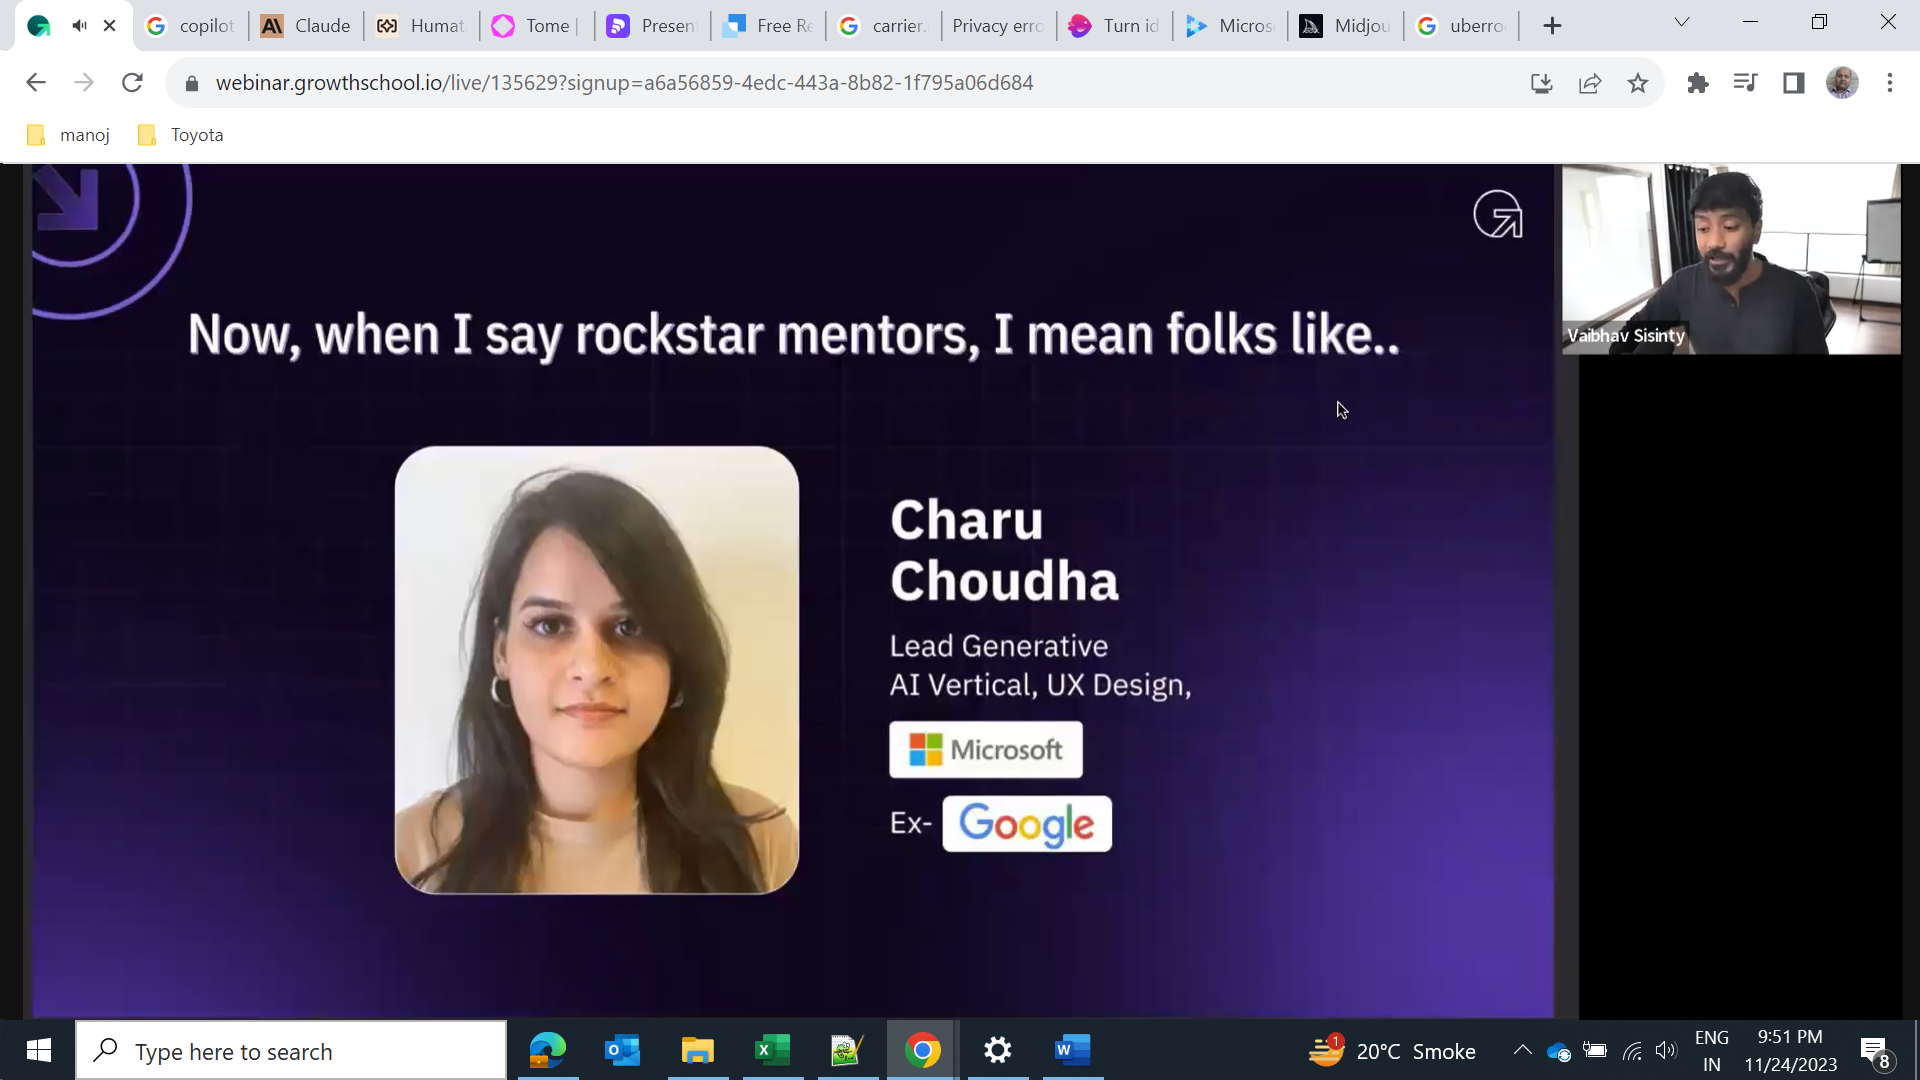 copilot
Claude
Humat
Tome |
Presen
Free Re
carrier.
Privacy erro
Turn id
Micros
Midjou
uberro
webinar.growthschool.io/live/135629?signup=a6a56859-4edc-443a-8b82-1f795a06d684
manoj
Toyota
Now, when I say rockstar mentors, I mean folks like..
Vaibhav Sisinty
Charu
Choudha
Lead Generative
AI Vertical, UX Design,
Microsoft
Ex- Google
Type here to search
1
20°C Smoke
ENG
IN
9:51 PM
11/24/2023
8